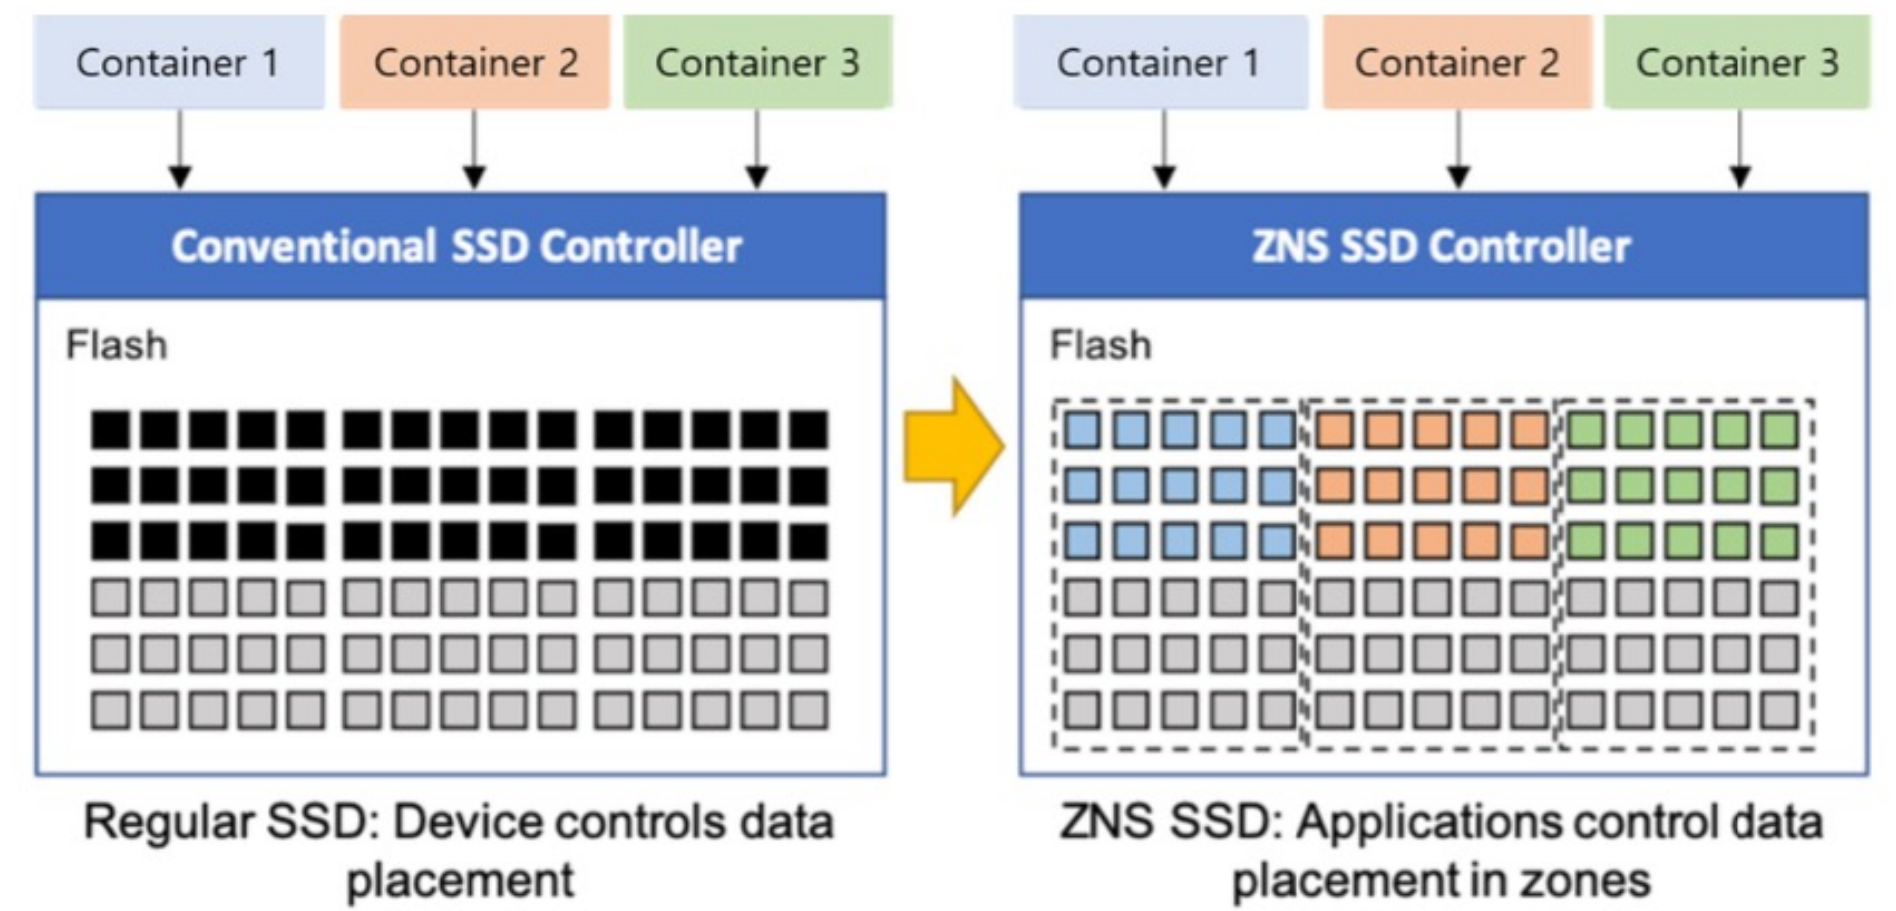 Container 1
Container 2
Container 3
Conventional SSD Controller
Flash
Regular SSD: Device controls data
placement
Container 1
Container 2
Container 3
ZNS SSD Controller
Flash
ZNS SSD: Applications control data
placement in zones